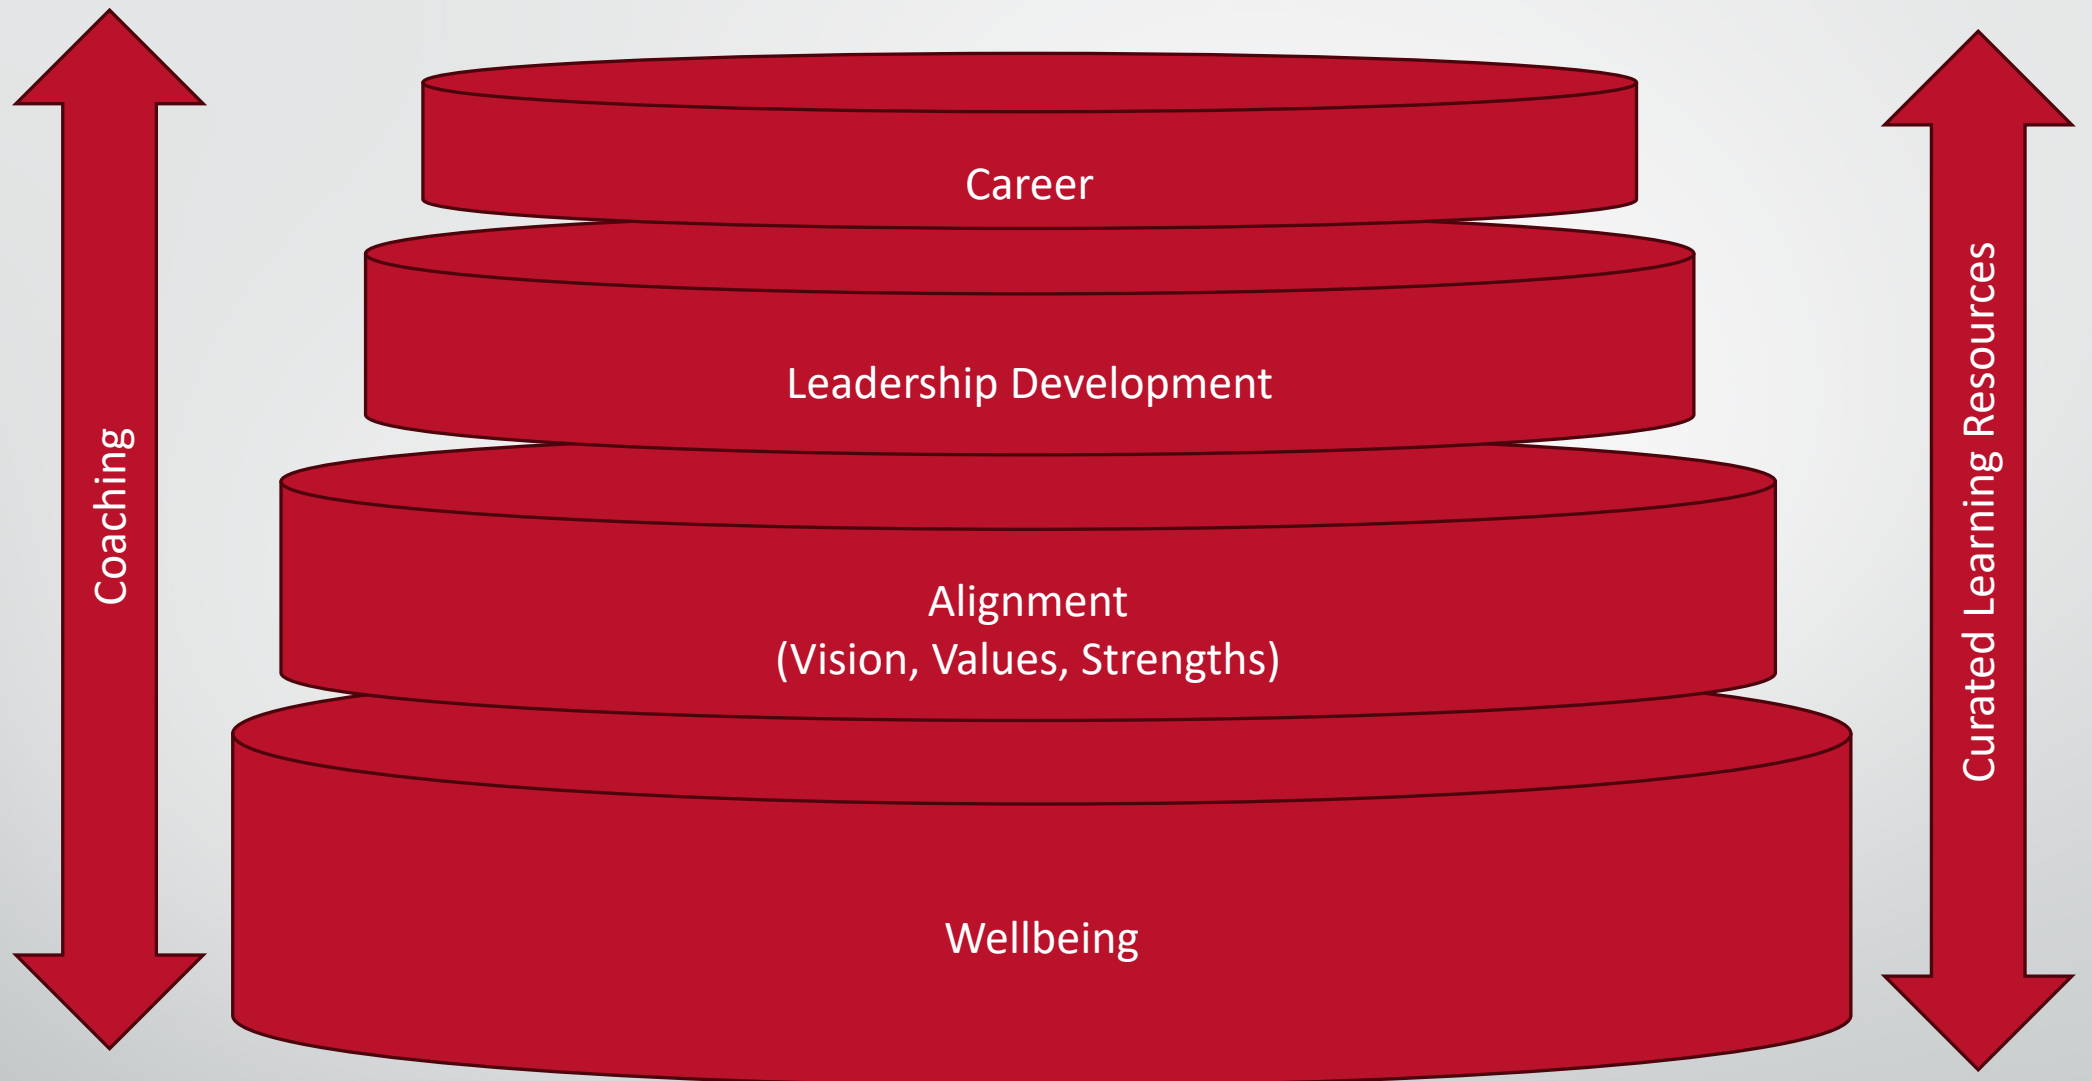 Coaching
Career
Leadership Development
Alignment
(Vision, Values, Strengths)
Wellbeing
Curated Learning Resources